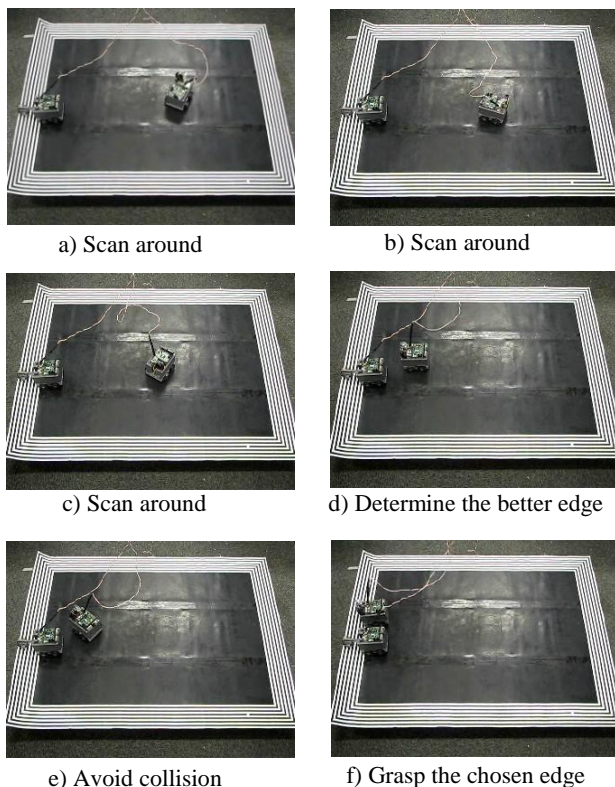 a) Scan around
b) Scan around
c) Scan around
d) Determine the better edge
e) Avoid collision
f) Grasp the chosen edge